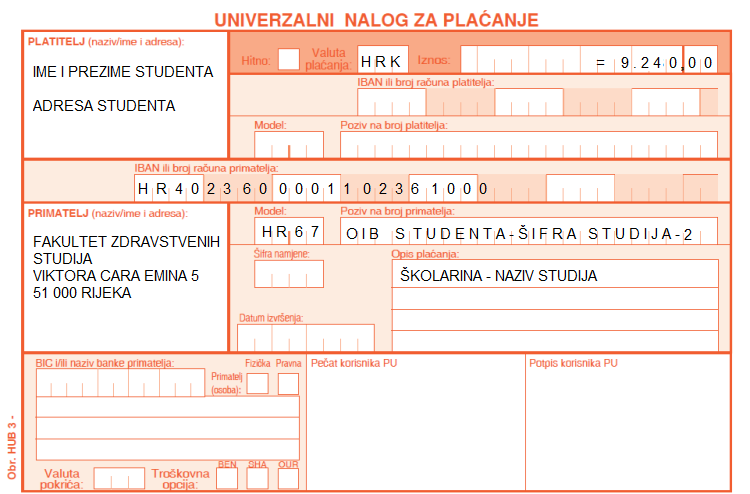 UNIVERZALNI NALOG ZA PLAĆANJE
PLATITELJ (naziv/ime i adresa):
IME I PREZIME STUDENTA
ADRESA STUDENTA
Hitno:
Valuta plaćanja:
HRK
Iznos:
= 9.240,00
IBAN ili broj računa platitelja:
Model:
Poziv na broj platitelja:
IBAN ili broj računa primatelja:
HR4023600001102361000
PRIMATELJ (naziv/ime i adresa):
FAKULTET ZDRAVSTVENIH
STUDIJA
VIKTORA CARA EMINA 5
51 000 RIJEKA
Model:
HR67
Poziv na broj primatelja:
OIB STUDENTA-ŠIFRA STUDIJA-2
Šifra namjene:
Opis plaćanja:
ŠKOLARINA - NAZIV STUDIJA
Datum izvršenja:
BIC i/ili naziv banke primatelja:
Fizička Pravna
Primatelj
(osoba):
Pečat korisnika PU
Potpis korisnika PU
Valuta
pokrića:
Troškovna
opcija:
BEN SHA OUR
Obr. HUB 3 -